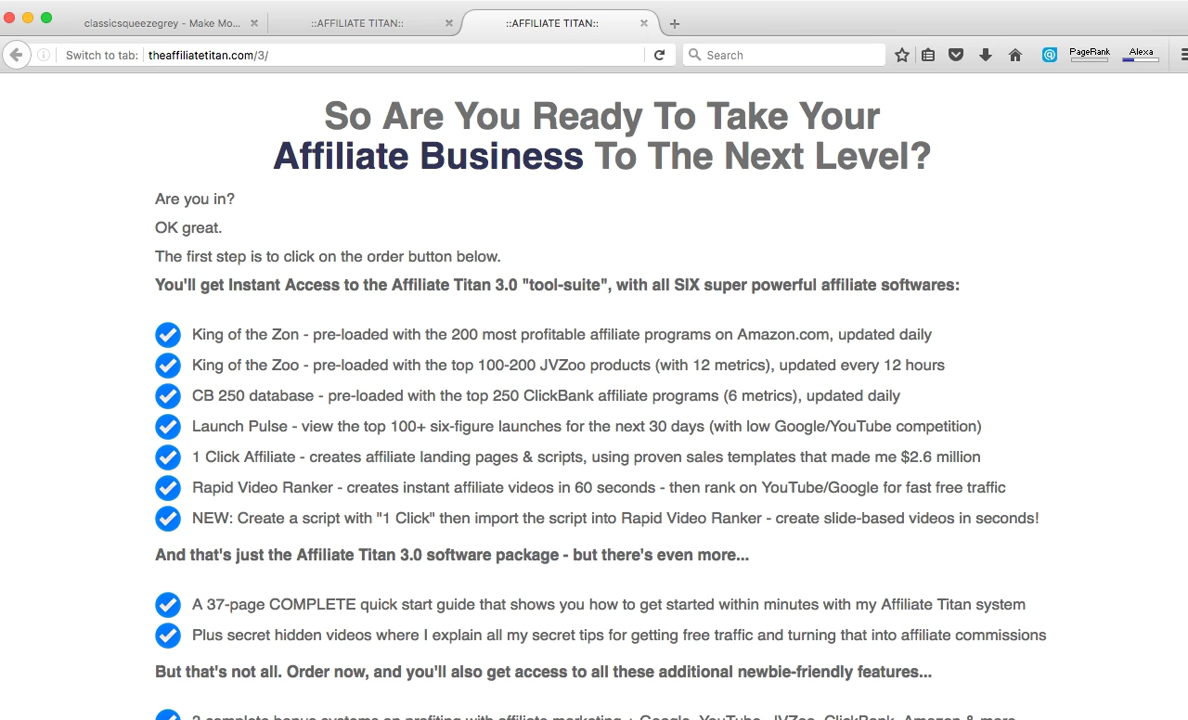 classicsqueezegrey - Make Mo...
::AFFILIATE TITAN::
::AFFILIATE TITAN::
Switch to tab: theaffiliatetitan.com/3/
Search
PageRank
Alexa
So Are You Ready To Take Your
Affiliate Business To The Next Level?
Are you in?
OK great.
The first step is to click on the order button below.
You'll get Instant Access to the Affiliate Titan 3.0 "tool-suite", with all SIX super powerful affiliate softwares:
King of the Zon - pre-loaded with the 200 most profitable affiliate programs on Amazon.com, updated daily
King of the Zoo - pre-loaded with the top 100-200 JVZoo products (with 12 metrics), updated every 12 hours
CB 250 database - pre-loaded with the top 250 ClickBank affiliate programs (6 metrics), updated daily
Launch Pulse - view the top 100+ six-figure launches for the next 30 days (with low Google/YouTube competition)
1 Click Affiliate - creates affiliate landing pages & scripts, using proven sales templates that made me $2.6 million
Rapid Video Ranker - creates instant affiliate videos in 60 seconds - then rank on YouTube/Google for fast free traffic
NEW: Create a script with "1 Click" then import the script into Rapid Video Ranker - create slide-based videos in seconds!
And that's just the Affiliate Titan 3.0 software package - but there's even more...
A 37-page COMPLETE quick start guide that shows you how to get started within minutes with my Affiliate Titan system
Plus secret hidden videos where I explain all my secret tips for getting free traffic and turning that into affiliate commissions
But that's not all. Order now, and you'll also get access to all these additional newbie-friendly features...
complete bonus systems on profiting with affiliate marketing + Google, YouTube, JVZoo, ClickBank, Amazon & more